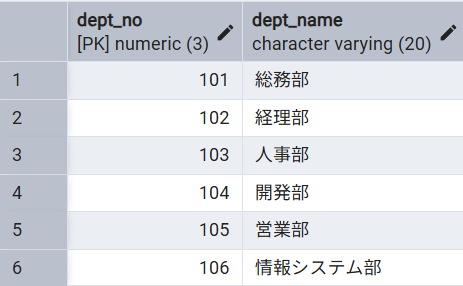 dept_no dept_name
[PK] numeric (3) character varying (20)
1 101 総務部
2 102 経理部
3 103 人事部
4 104 開発部
5 105 営業部
6 106 情報システム部